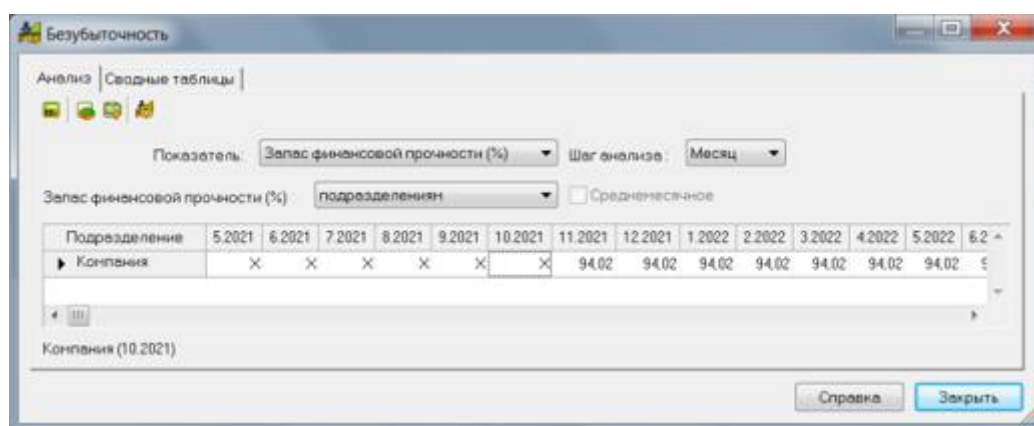 Безубыточность
Анализ Сводные таблицы
Показатель: Запас финансовой прочности (%) Шаг анализа: Месяц
Запас финансовой прочности (%) подразделениям Среднемесячное
Подразделение 5.2021 6.2021 7.2021 8.2021 9.2021 10.2021 11.2021 12.2021 1.2022 2.2022 3.2022 4.2022 5.2022 6.2
Компания X X X X X X 94,02 94,02 94,02 94,02 94,02 94,02 94,02 9
Компания (10.2021)
Справка Закрыть